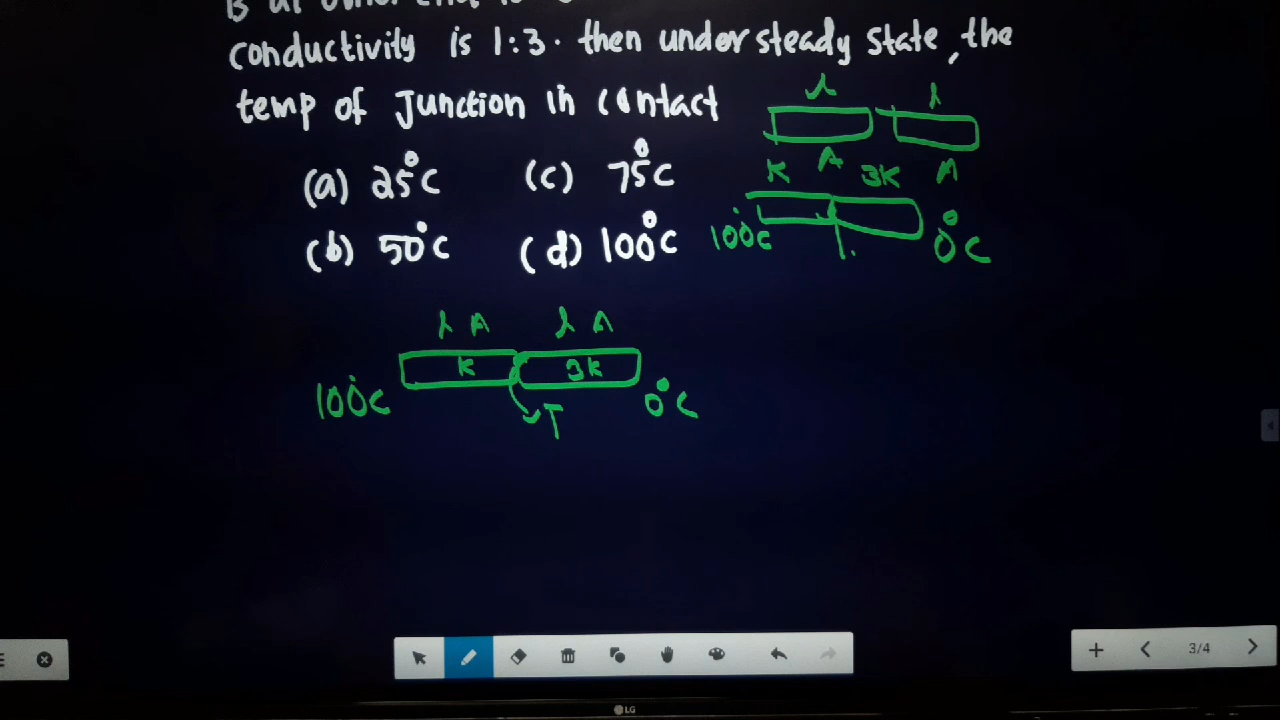 conductivity is 1:3. then under steady state, the
temp of Junction in contact
(a) 25°C (c) 75°C
(b) 50°C (d) 100°C
l l
K A 3K A
100°C 0°C
l A l A
K 3K
100°C T 0°C
3/4
LG